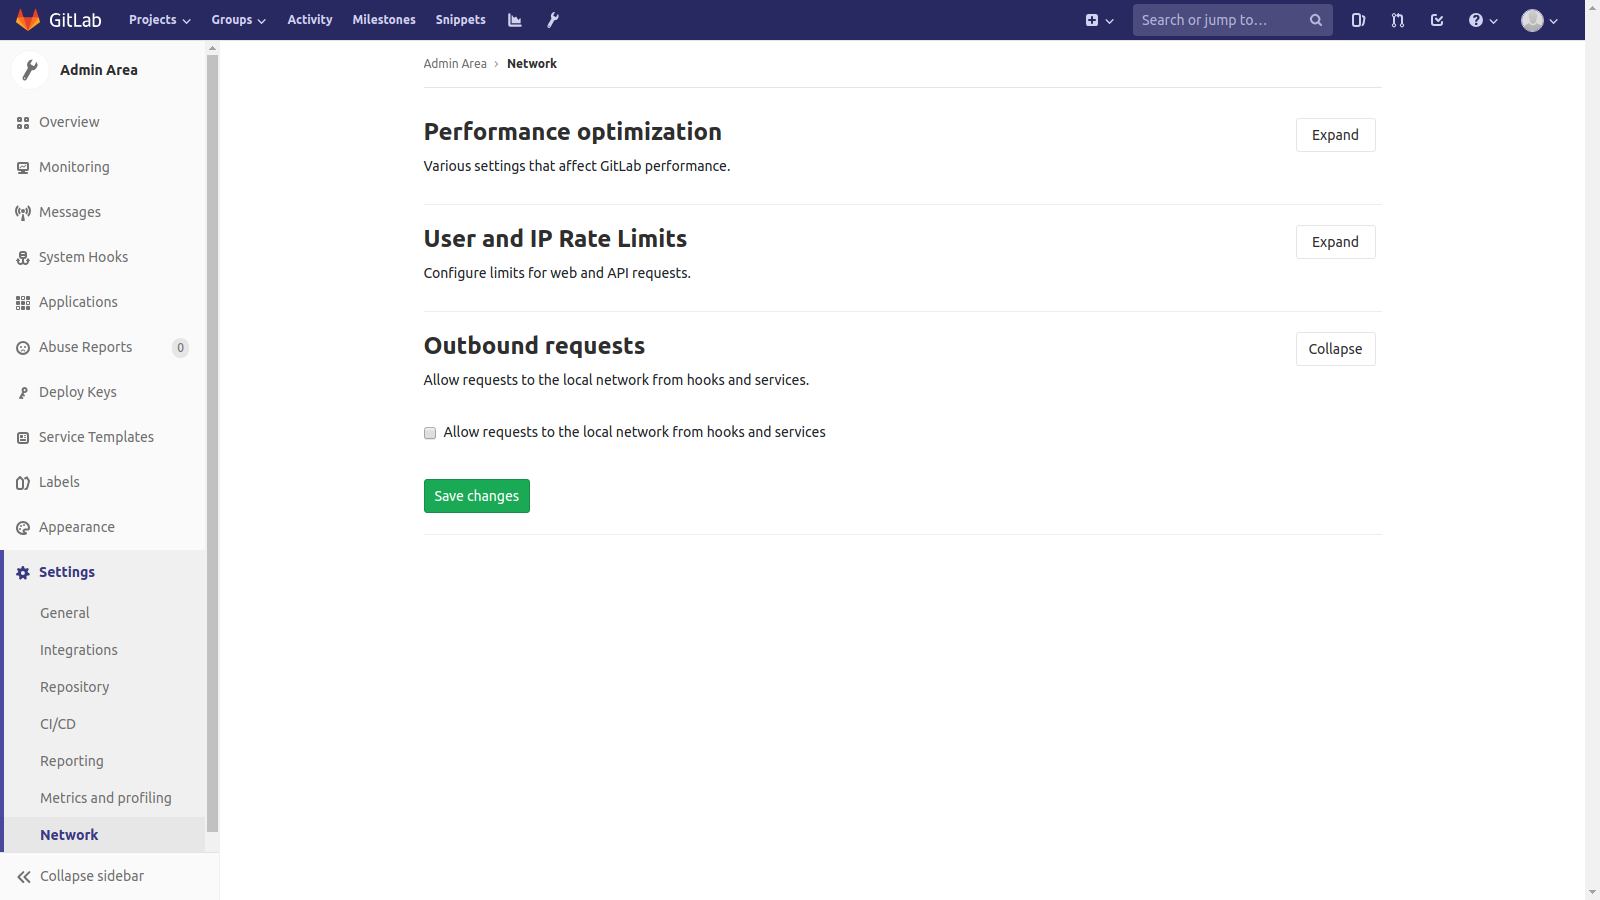 GitLab Projects Groups Activity Milestones Snippets Search or jump to...
Admin Area
Overview
Monitoring
Messages
System Hooks
Applications
Abuse Reports 0
Deploy Keys
Service Templates
Labels
Appearance
Settings
General
Integrations
Repository
CI/CD
Reporting
Metrics and profiling
Network
Collapse sidebar
Admin Area › Network
Performance optimization Expand
Various settings that affect GitLab performance.
User and IP Rate Limits Expand
Configure limits for web and API requests.
Outbound requests Collapse
Allow requests to the local network from hooks and services.
Allow requests to the local network from hooks and services
Save changes